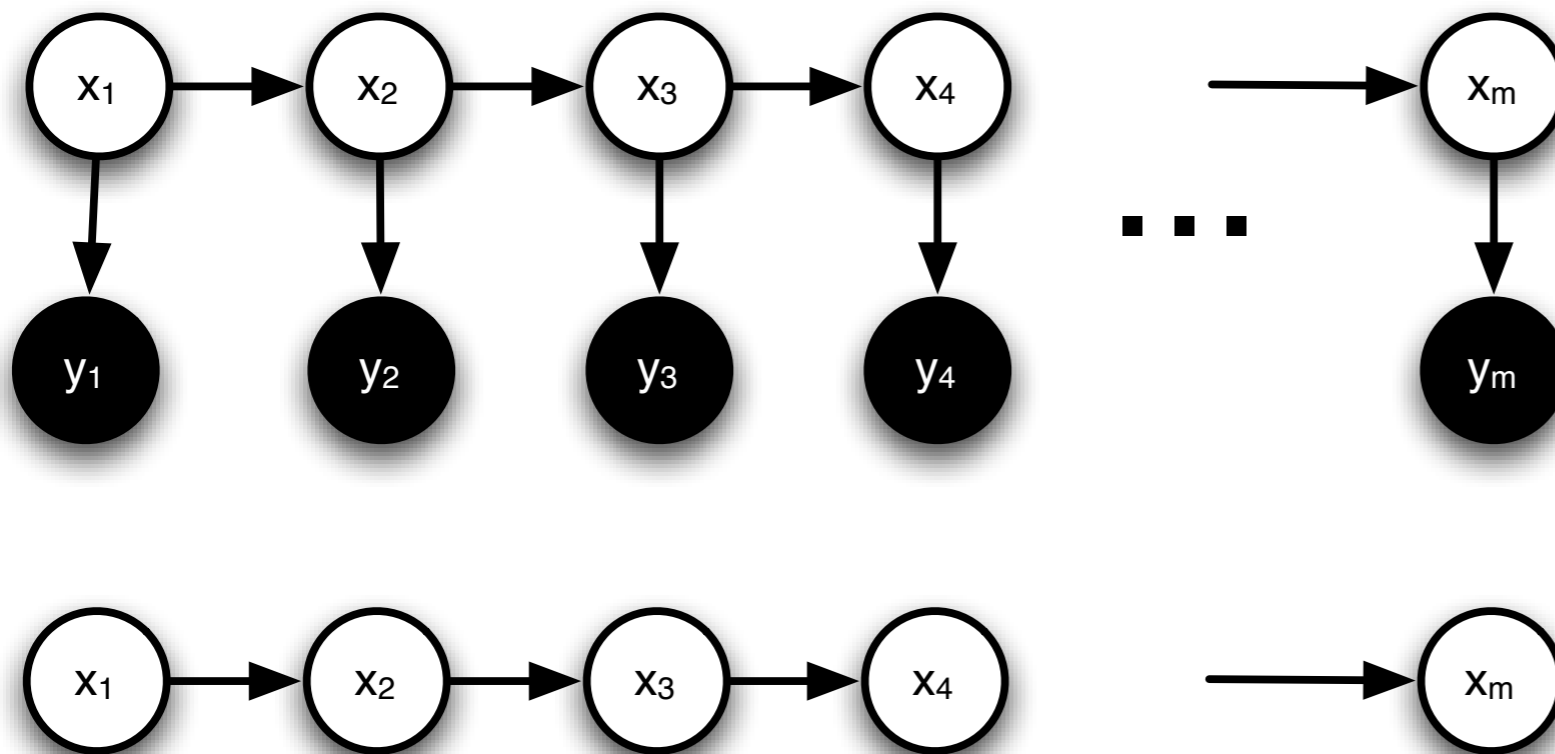 x₁ x₂ x₃ x₄ xₘ
...
y₁ y₂ y₃ y₄ yₘ
x₁ x₂ x₃ x₄ xₘ